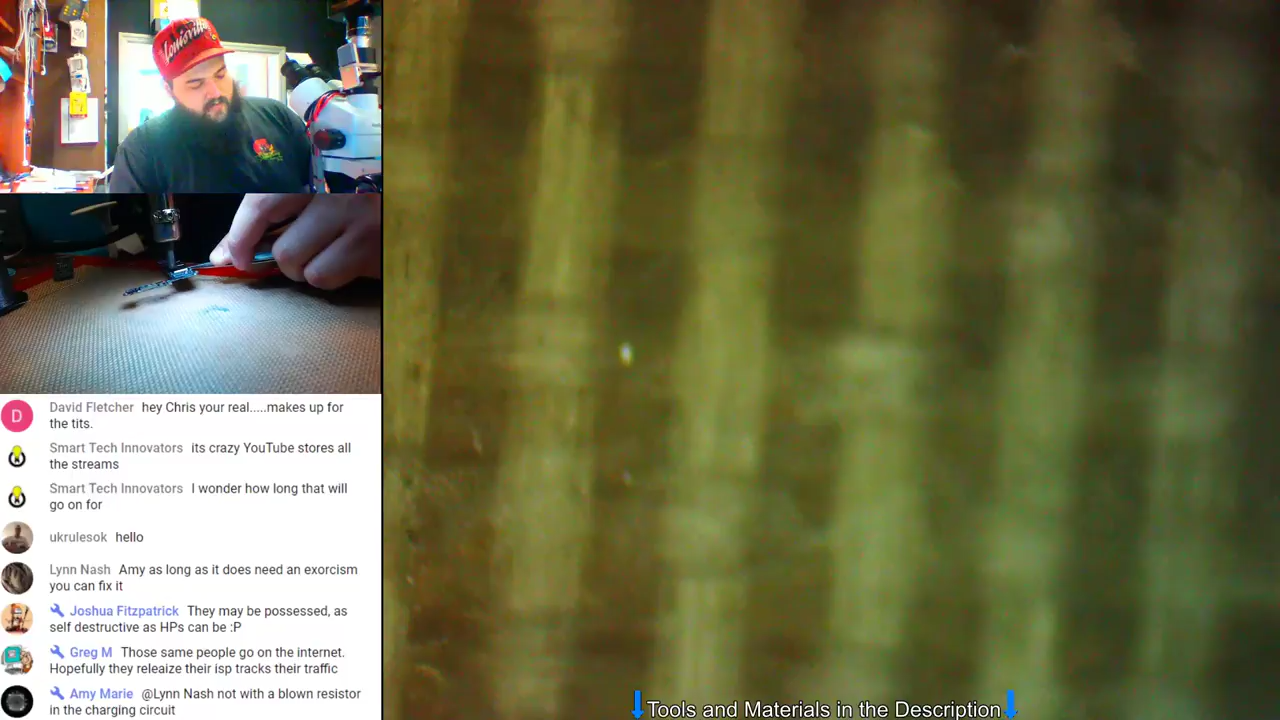 Louisville
David Fletcher hey Chris your real.....makes up for
the tits.
Smart Tech Innovators its crazy YouTube stores all
the streams
Smart Tech Innovators I wonder how long that will
go on for
ukrulesok hello
Lynn Nash Amy as long as it does need an exorcism
you can fix it
Joshua Fitzpatrick They may be possessed, as
self destructive as HPs can be :P
Greg M Those same people go on the internet.
Hopefully they releaize their isp tracks their traffic
Amy Marie @Lynn Nash not with a blown resistor
in the charging circuit
D
Tools and Materials in the Description